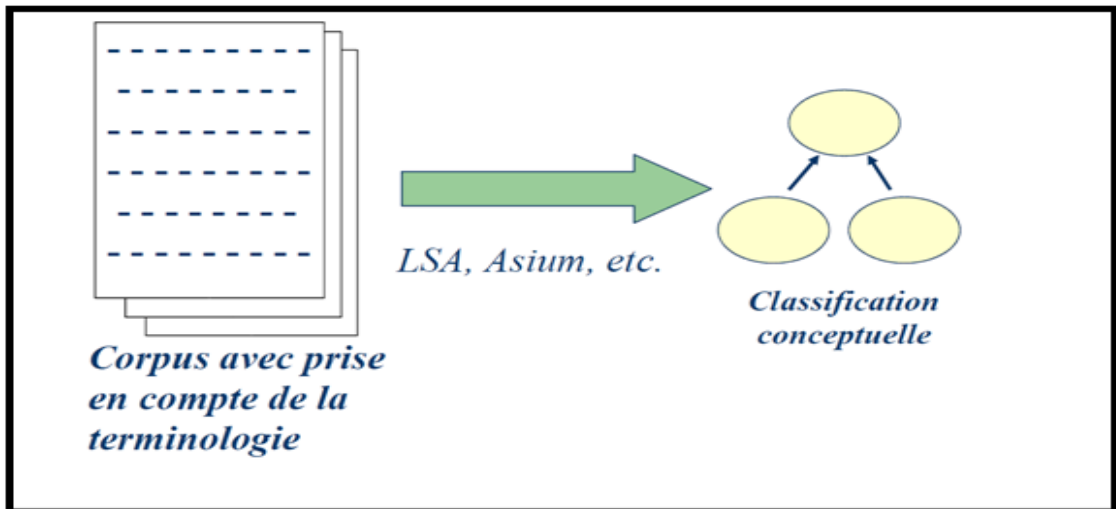 LSA, Asium, etc.
Corpus avec prise
en compte de la
terminologie
Classification
conceptuelle